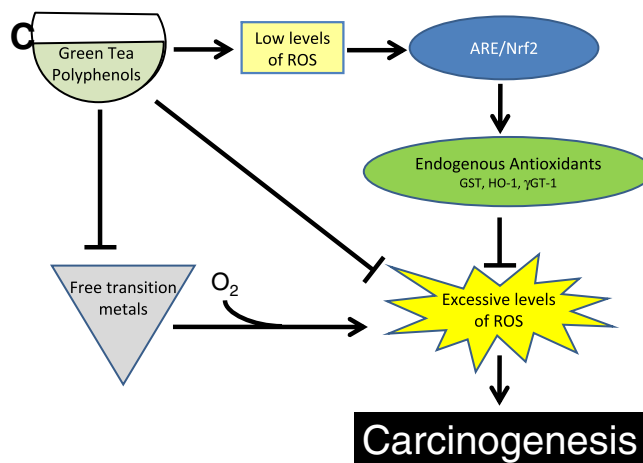 C
Green Tea
Polyphenols
Low levels
of ROS
ARE/Nrf2
Endogenous Antioxidants
GST, HO-1, γGT-1
Free transition
metals
O2
Excessive levels
of ROS
Carcinogenesis